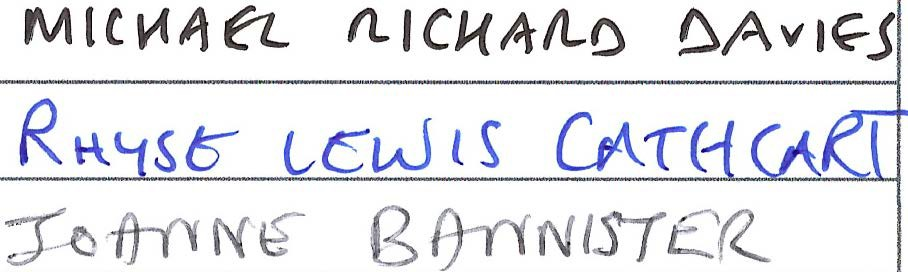 MICHAEL RICHARD DAVIES
RHYSE LEWIS CATHCART
JOANNE BANNISTER